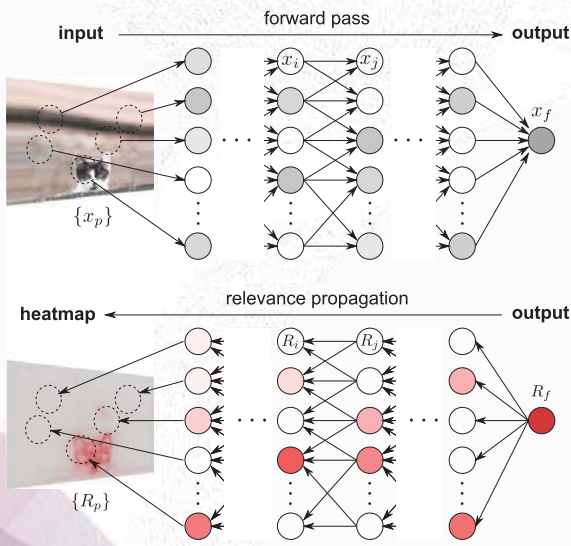 forward pass
input
output
$x_i$
$x_j$
$x_f$
$\{x_p\}$
relevance propagation
heatmap
output
$R_i$
$R_j$
$R_f$
$\{R_p\}$